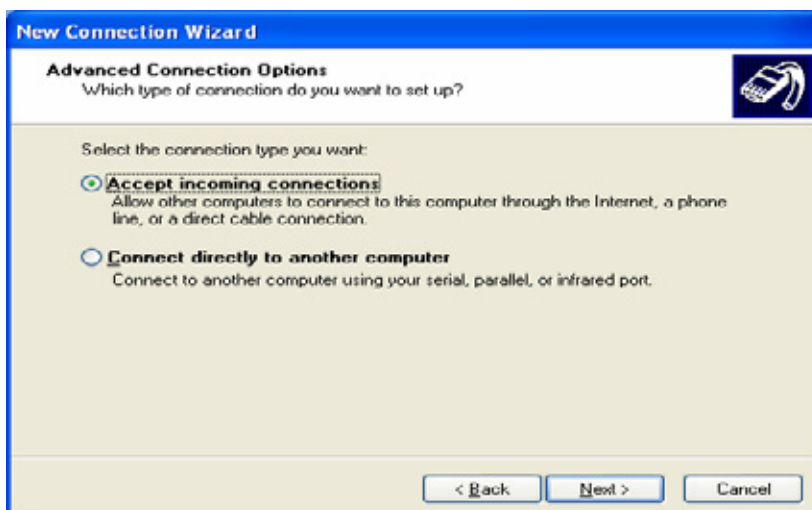 New Connection Wizard
Advanced Connection Options
Which type of connection do you want to set up?
Select the connection type you want:
Accept incoming connections
Allow other computers to connect to this computer through the Internet, a phone
line, or a direct cable connection.
Connect directly to another computer
Connect to another computer using your serial, parallel, or infrared port.
< Back Next > Cancel